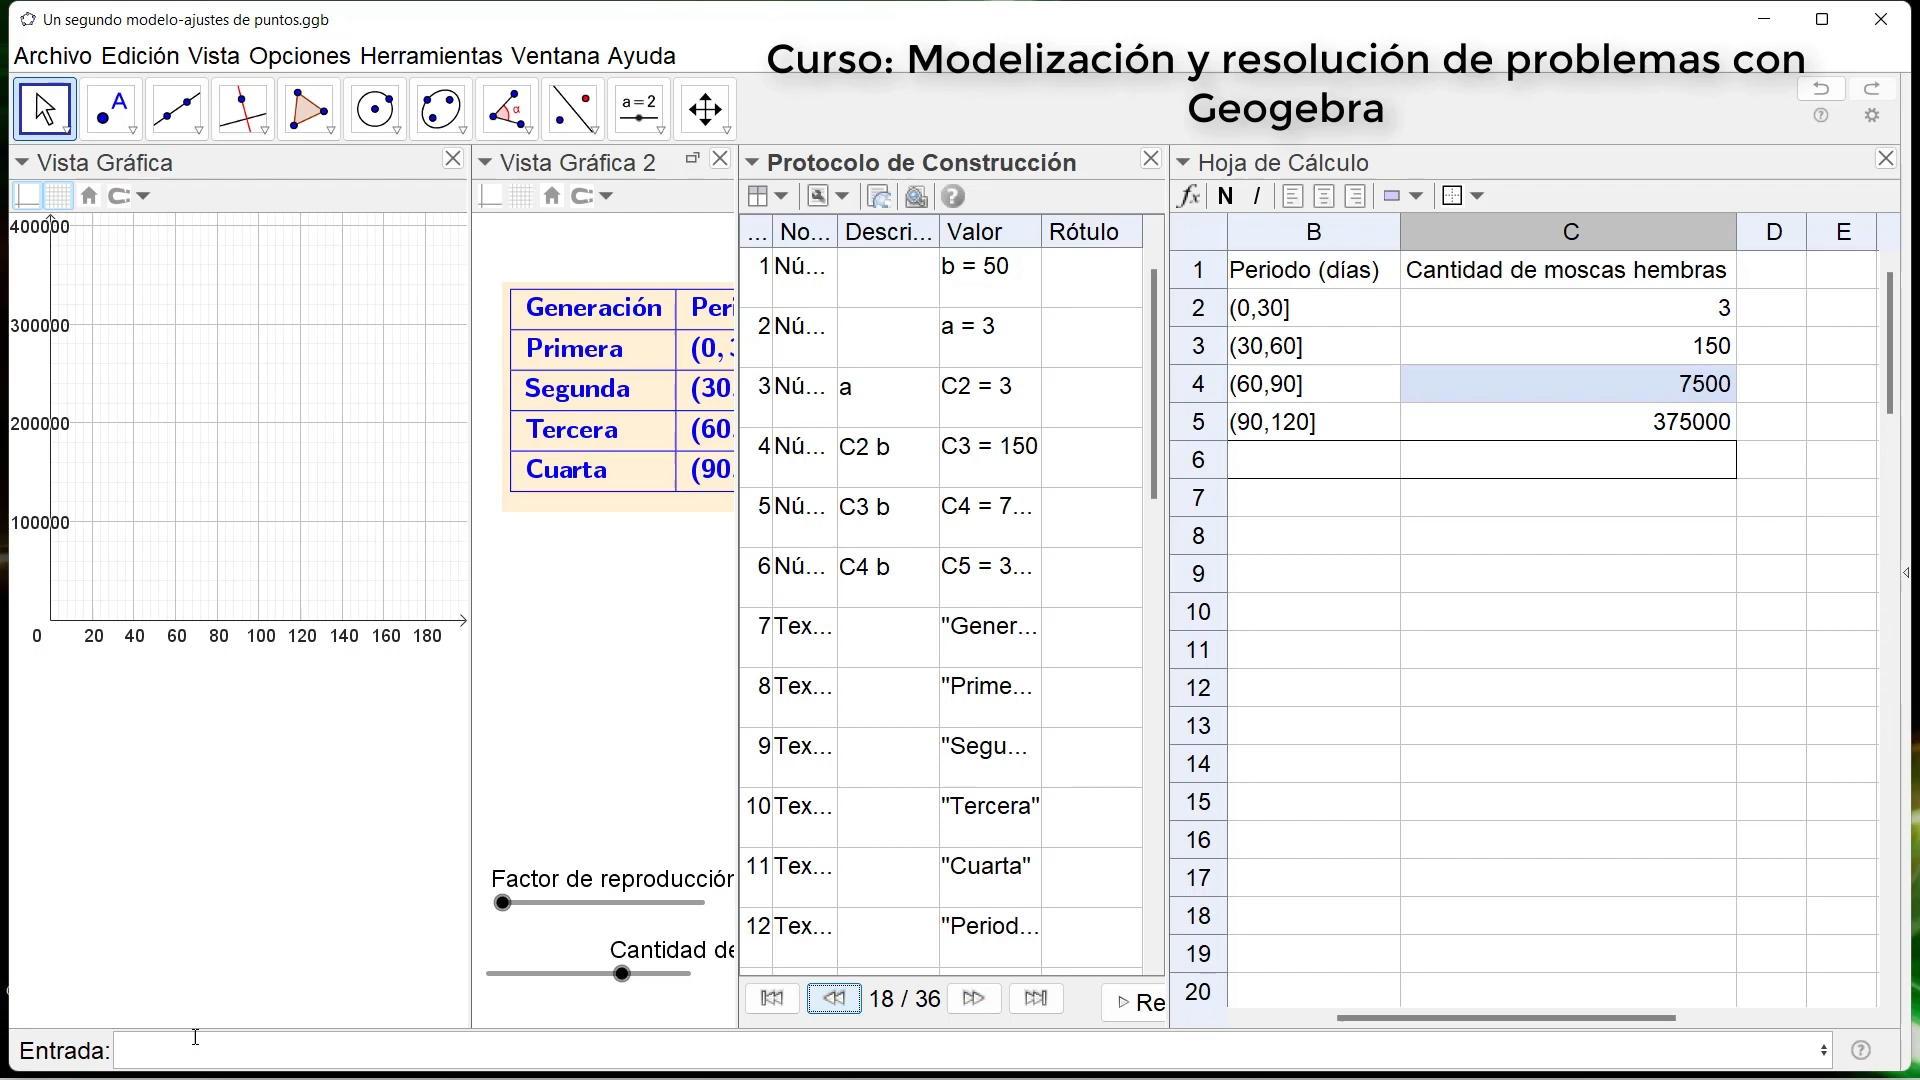 Un segundo modelo-ajustes de puntos.ggb
Archivo Edición Vista Opciones Herramientas Ventana Ayuda
Curso: Modelización y resolución de problemas con
Geogebra
A
α
a=2
Vista Gráfica
Vista Gráfica 2
Protocolo de Construcción
Hoja de Cálculo
N I
400000
300000
200000
100000
0 20 40 60 80 100 120 140 160 180
Generación Peri
Primera (0,
Segunda (30
Tercera (60
Cuarta (90
Factor de reproducción
Cantidad de
... No... Descri... Valor Rótulo
1 Nú... b = 50
2 Nú... a = 3
3 Nú... a C2 = 3
4 Nú... C2 b C3 = 150
5 Nú... C3 b C4 = 7...
6 Nú... C4 b C5 = 3...
7 Tex... "Gener...
8 Tex... "Prime...
9 Tex... "Segu...
10 Tex... "Tercera"
11 Tex... "Cuarta"
12 Tex... "Period...
18 / 36
Re
B C D E
1 Periodo (días) Cantidad de moscas hembras
2 (0,30] 3
3 (30,60] 150
4 (60,90] 7500
5 (90,120] 375000
6
7
8
9
10
11
12
13
14
15
16
17
18
19
20
Entrada: